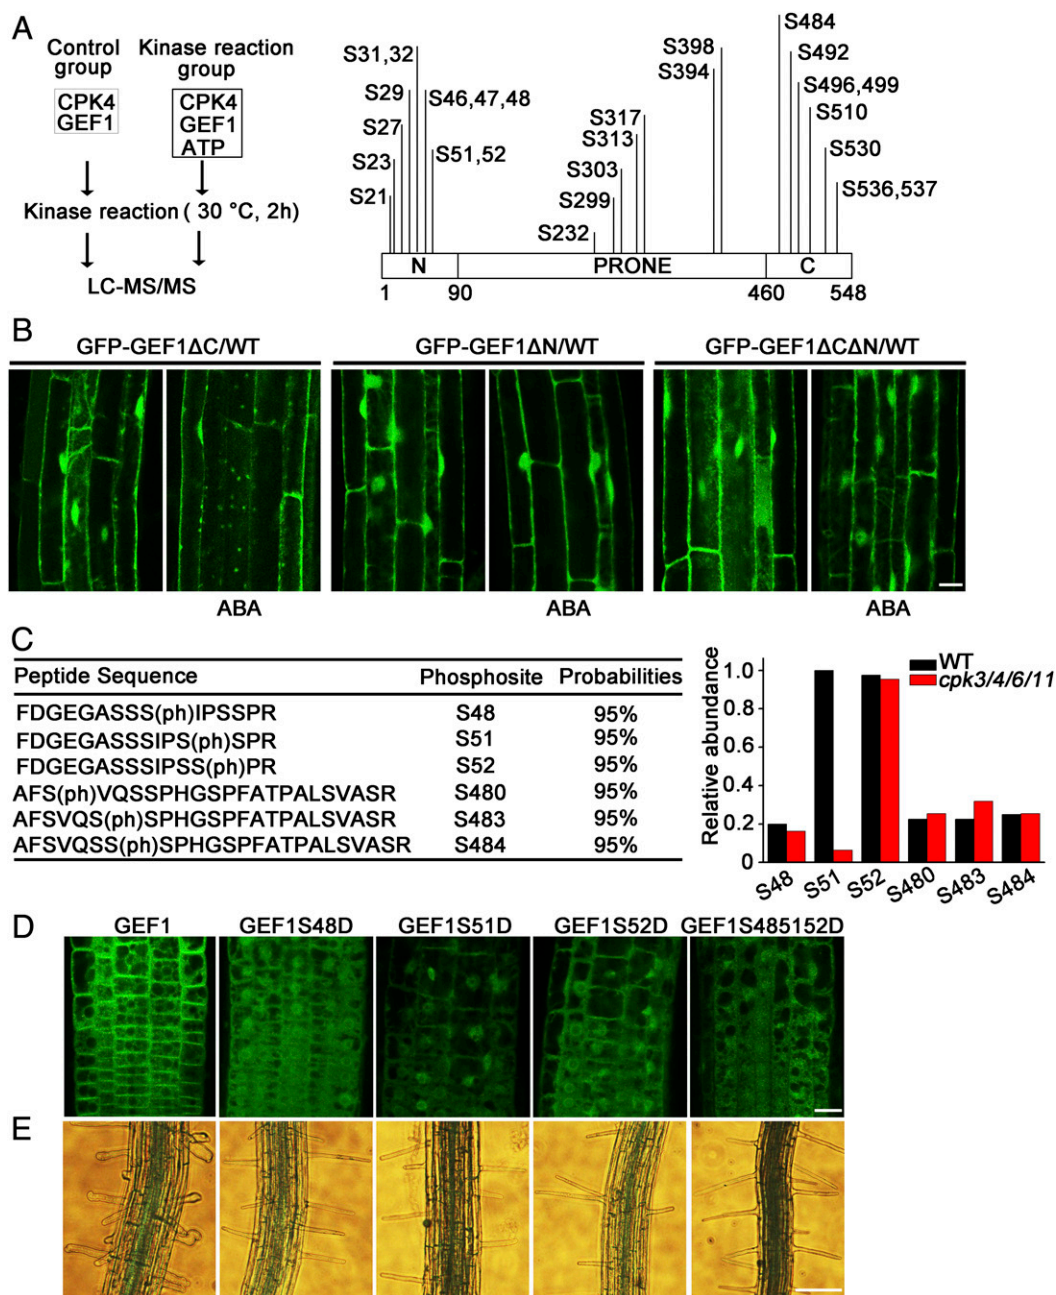 A
Control group
CPK4
GEF1
Kinase reaction group
CPK4
GEF1
ATP
Kinase reaction ( 30 °C, 2h)
LC-MS/MS
S31,32
S29
S27
S23
S21
S46,47,48
S51,52
S317
S313
S303
S299
S232
S398
S394
S484
S492
S496,499
S510
S530
S536,537
N PRONE C
1 90 460 548
B
GFP-GEF1ΔC/WT GFP-GEF1ΔN/WT GFP-GEF1ΔCΔN/WT
ABA ABA ABA
C
Peptide Sequence Phosphosite Probabilities
FDGEGASSS(ph)IPSSPR S48 95%
FDGEGASSSIPS(ph)SPR S51 95%
FDGEGASSSIPSS(ph)PR S52 95%
AFS(ph)VQSSPHGSPFATPALSVASR S480 95%
AFSVQS(ph)SPHGSPFATPALSVASR S483 95%
AFSVQSS(ph)SPHGSPFATPALSVASR S484 95%
Relative abundance
1.0
0.8
0.6
0.4
0.2
0
WT
cpk3/4/6/11
S48 S51 S52 S480 S483 S484
D
GEF1 GEF1S48D GEF1S51D GEF1S52D GEF1S485152D
E